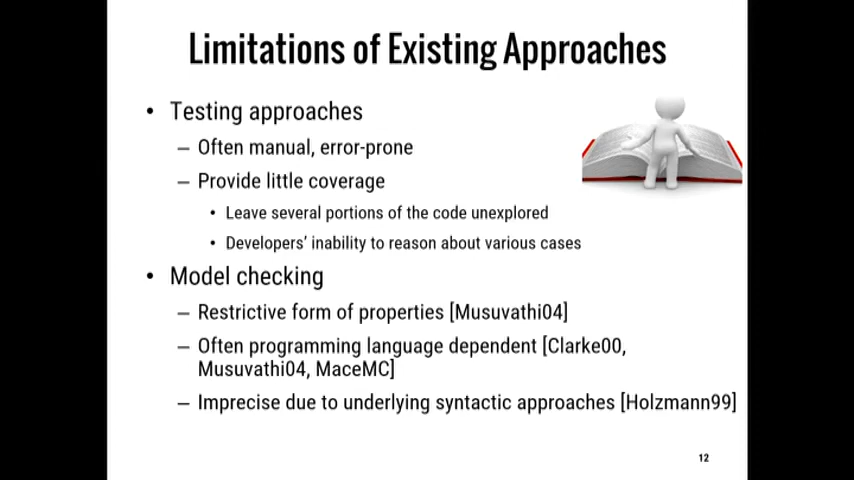 Limitations of Existing Approaches
• Testing approaches
– Often manual, error-prone
– Provide little coverage
• Leave several portions of the code unexplored
• Developers’ inability to reason about various cases
• Model checking
– Restrictive form of properties [Musuvathi04]
– Often programming language dependent [Clarke00,
Musuvathi04, MaceMC]
– Imprecise due to underlying syntactic approaches [Holzmann99]
12